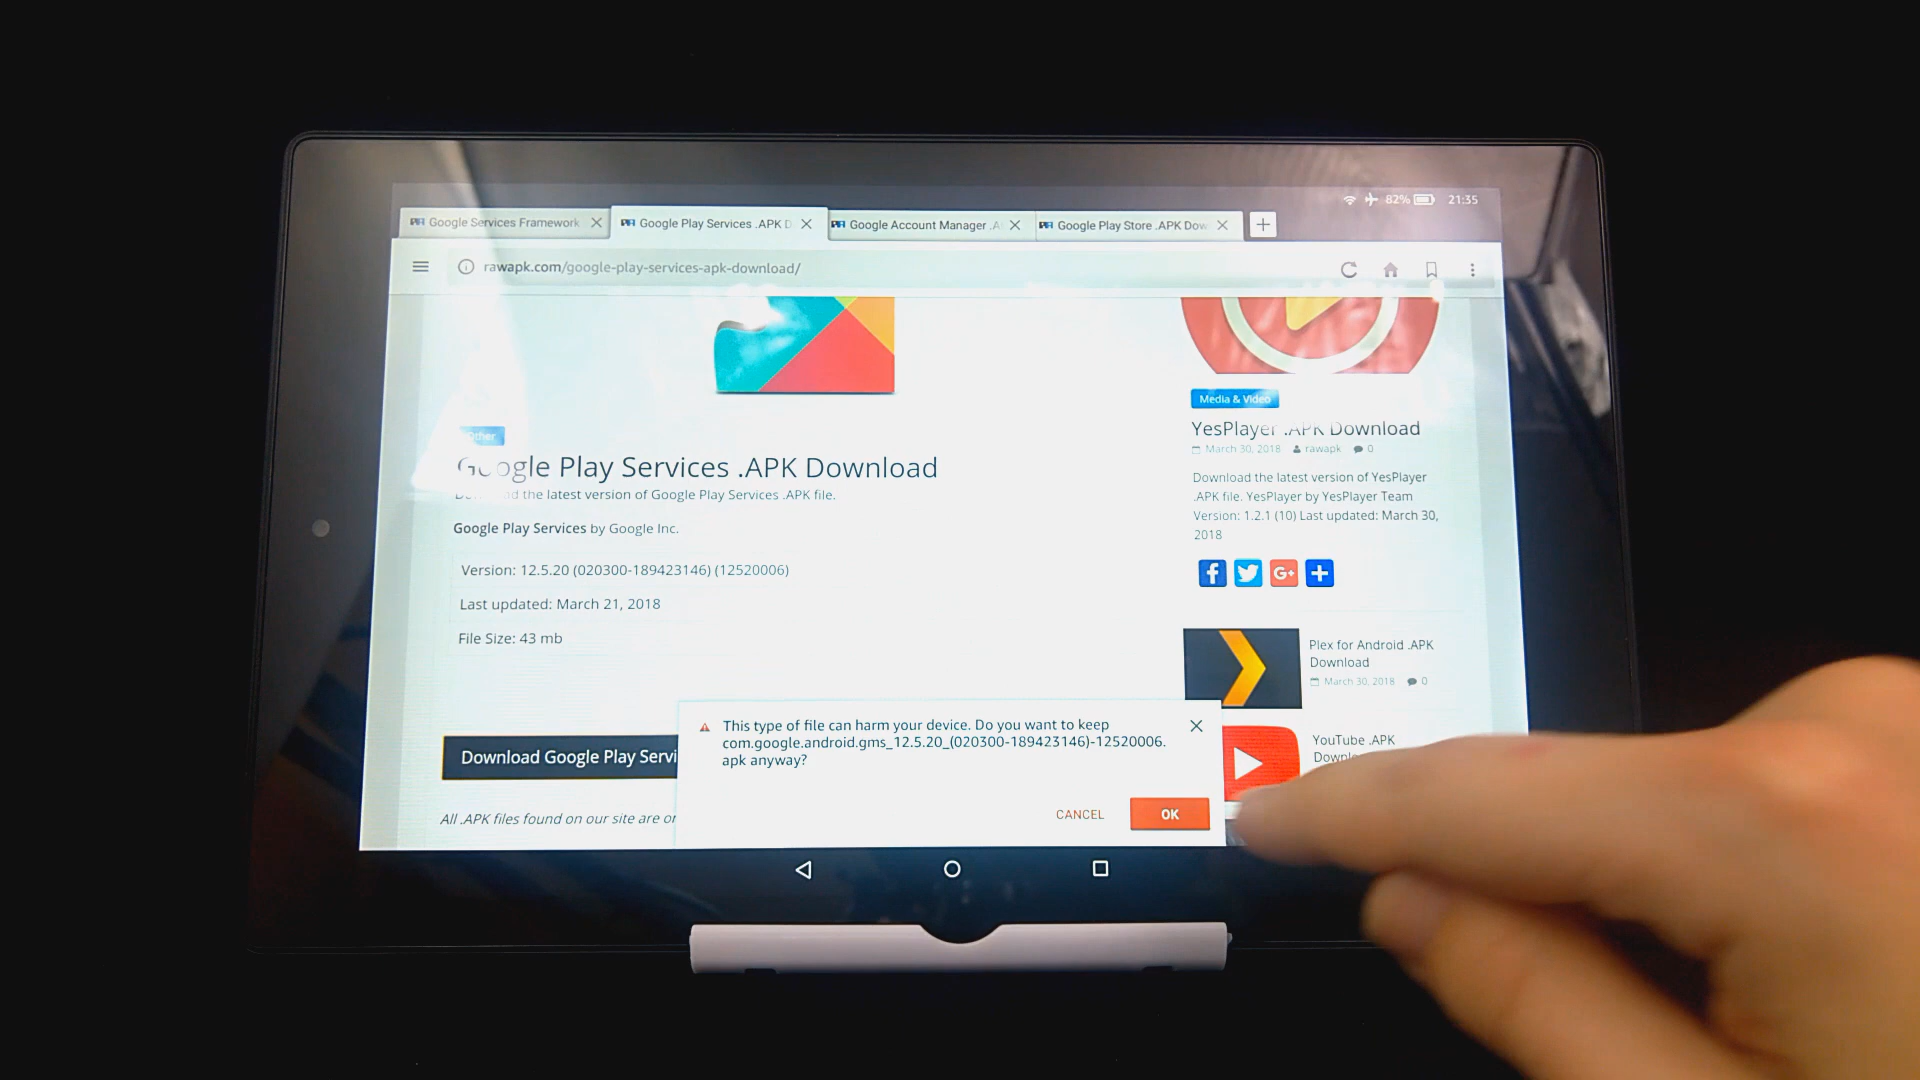 82% 21:35
Google Services Framework
Google Play Services .APK D
Google Account Manager .A
Google Play Store .APK Dow
rawapk.com/google-play-services-apk-download/
Other
Google Play Services .APK Download
the latest version of Google Play Services .APK file.
Google Play Services by Google Inc.
Version: 12.5.20 (020300-189423146) (12520006)
Last updated: March 21, 2018
File Size: 43 mb
Download Google Play Servi
All .APK files found on our site are or
This type of file can harm your device. Do you want to keep
com.google.android.gms_12.5.20_(020300-189423146)-12520006.
apk anyway?
CANCEL OK
Media & Video
YesPlayer .APK Download
March 30, 2018 rawapk 0
Download the latest version of YesPlayer
.APK file. YesPlayer by YesPlayer Team
Version: 1.2.1 (10) Last updated: March 30,
2018
G+
Plex for Android .APK
Download
March 30, 2018 0
YouTube .APK